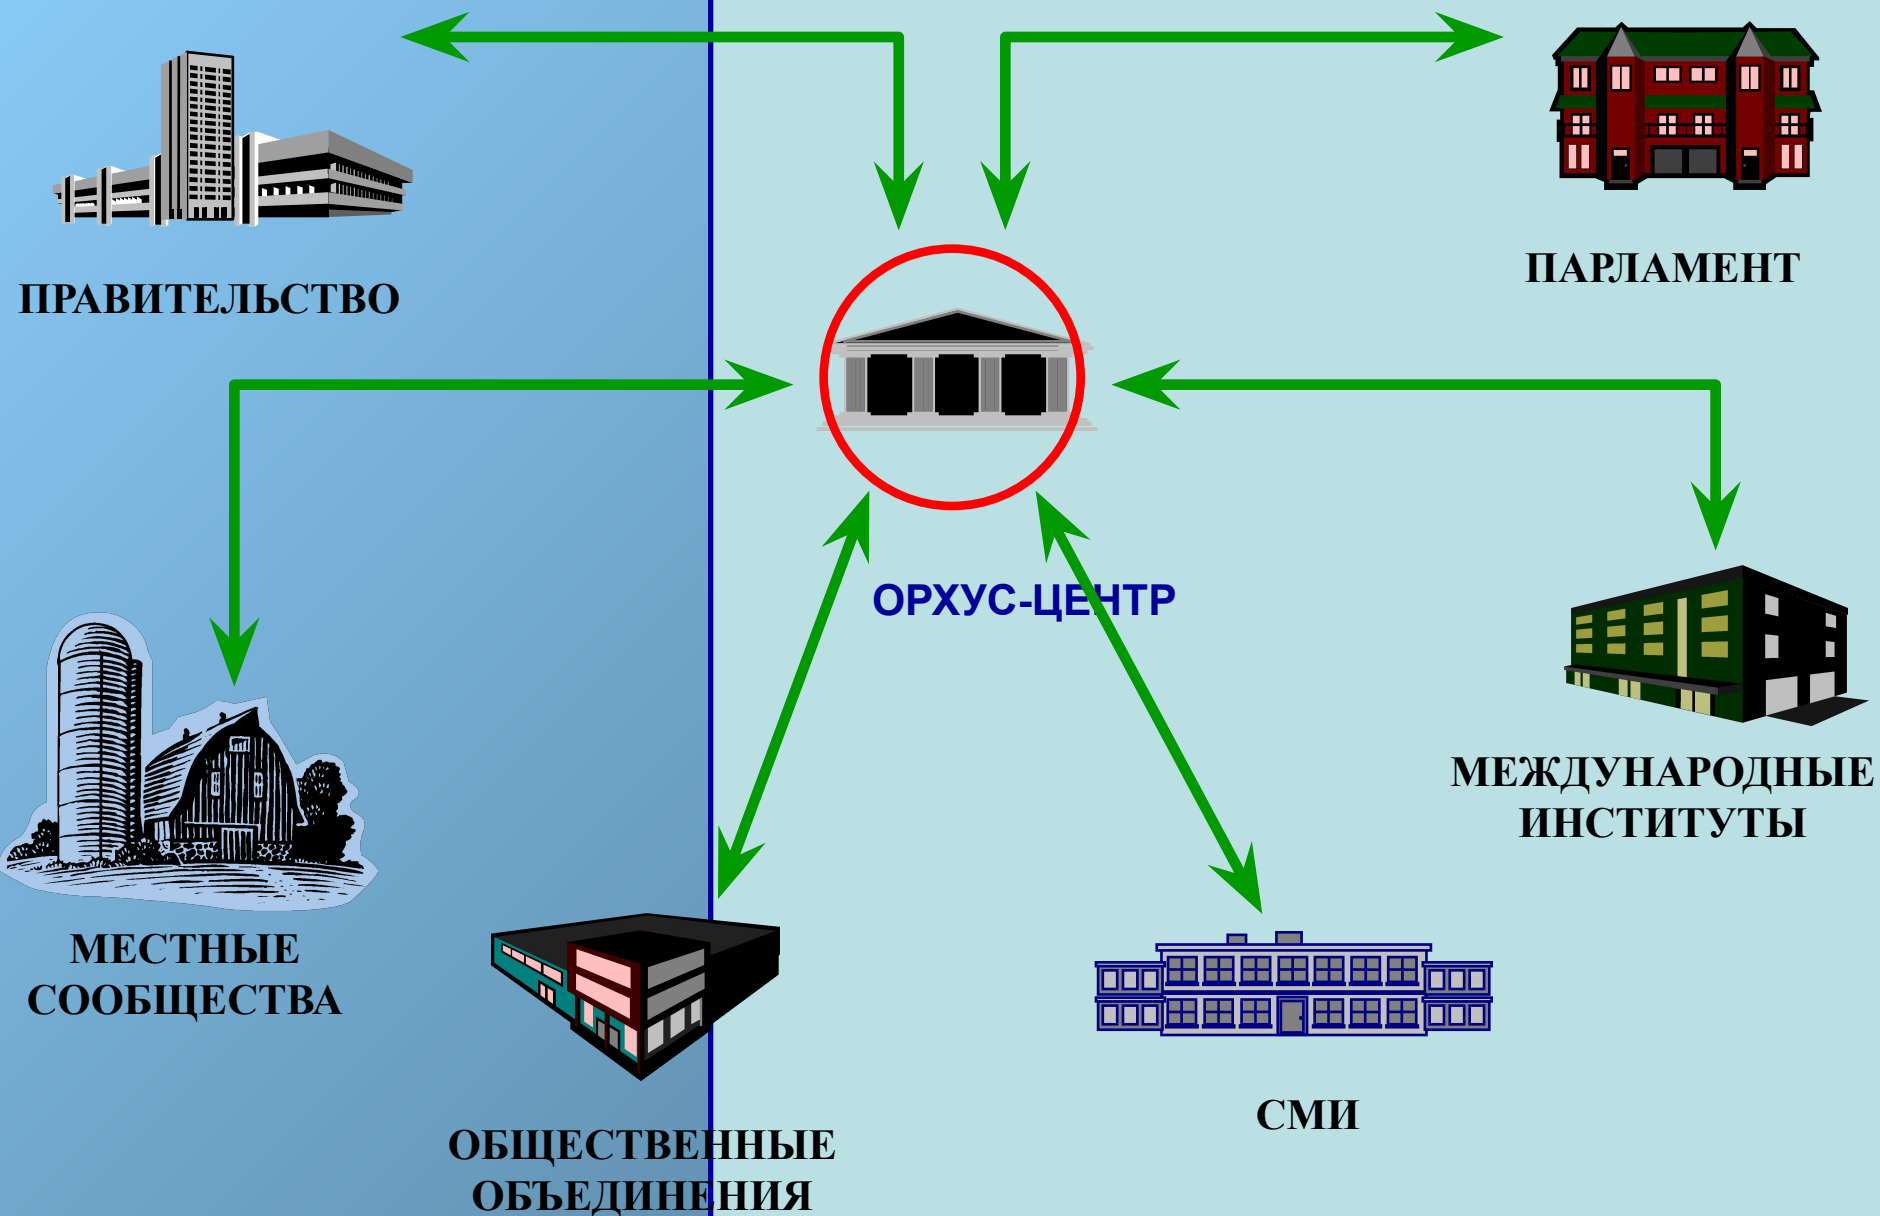 ПРАВИТЕЛЬСТВО
ПАРЛАМЕНТ
ОРХУС-ЦЕНТР
МЕЖДУНАРОДНЫЕ
ИНСТИТУТЫ
МЕСТНЫЕ
СООБЩЕСТВА
ОБЩЕСТВЕННЫЕ
ОБЪЕДИНЕНИЯ
СМИ